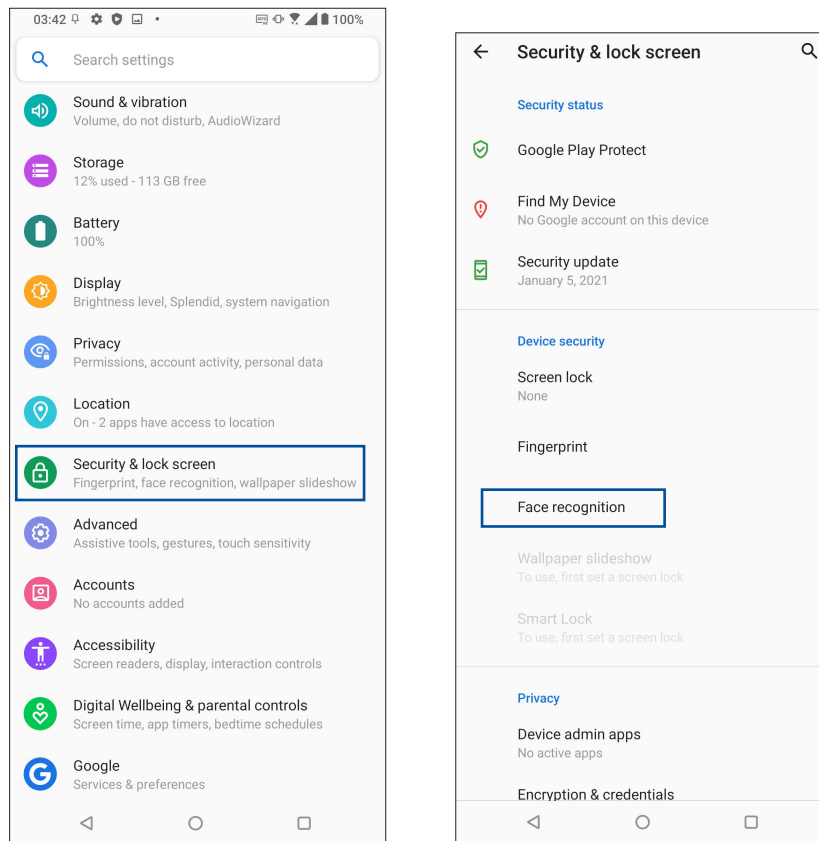 03:42
100%
Search settings
Sound & vibration
Volume, do not disturb, AudioWizard
Storage
12% used - 113 GB free
Battery
100%
Display
Brightness level, Splendid, system navigation
Privacy
Permissions, account activity, personal data
Location
On - 2 apps have access to location
Security & lock screen
Fingerprint, face recognition, wallpaper slideshow
Advanced
Assistive tools, gestures, touch sensitivity
Accounts
No accounts added
Accessibility
Screen readers, display, interaction controls
Digital Wellbeing & parental controls
Screen time, app timers, bedtime schedules
Google
Services & preferences
Security & lock screen
Security status
Google Play Protect
Find My Device
No Google account on this device
Security update
January 5, 2021
Device security
Screen lock
None
Fingerprint
Face recognition
Wallpaper slideshow
To use, first set a screen lock
Smart Lock
To use, first set a screen lock
Privacy
Device admin apps
No active apps
Encryption & credentials